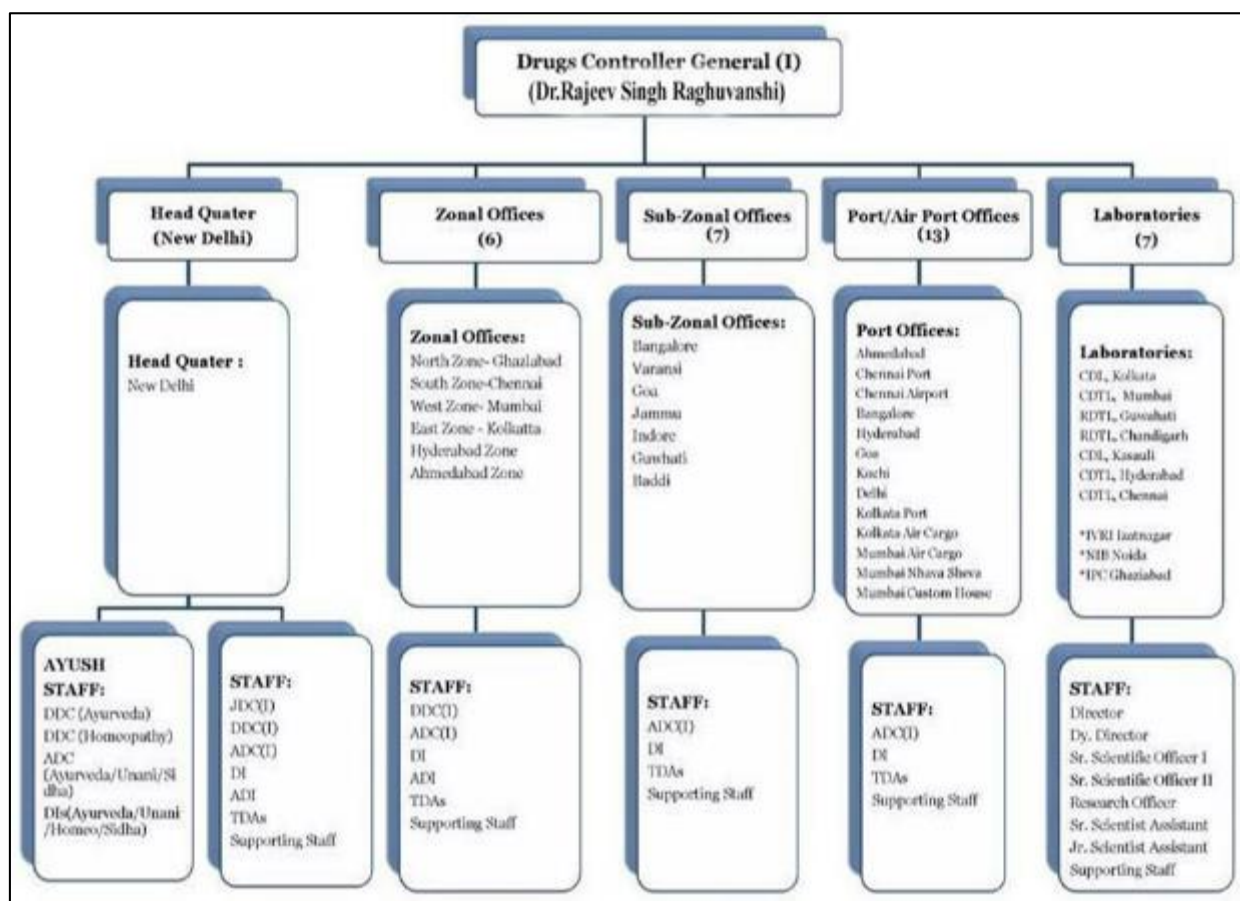 Drugs Controller General (I)
(Dr.Rajeev Singh Raghuvanshi)
Head Quater
(New Delhi)
Zonal Offices
(6)
Sub-Zonal Offices
(7)
Port/Air Port Offices
(13)
Laboratories
(7)
Head Quater :
New Delhi
Zonal Offices:
North Zone- Ghaziabad
South Zone-Chennai
West Zone- Mumbai
East Zone - Kolkatta
Hyderabad Zone
Ahmedabad Zone
Sub-Zonal Offices:
Bangalore
Varansi
Goa
Jammu
Indore
Guwhati
Baddi
Port Offices:
Ahmedabad
Chennai Port
Chennai Airport
Bangalore
Hyderabad
Goa
Kochi
Delhi
Kolkata Port
Kolkata Air Cargo
Mumbai Air Cargo
Mumbai Nhava Sheva
Mumbai Custom House
Laboratories:
CDL, Kolkata
CDTL, Mumbai
RDTL, Guwahati
RDTL, Chandigarh
CDL, Kasauli
CDTL, Hyderabad
CDTL, Chennai
*IVRI Izatnagar
*NIB Noida
*IPC Ghaziabad
AYUSH
STAFF:
DDC (Ayurveda)
DDC (Homeopathy)
ADC
(Ayurveda/Unani/Si
dha)
DIs(Ayurveda/Unani
/Homeo/Sidha)
STAFF:
JDC(I)
DDC(I)
ADC(I)
DI
ADI
TDAs
Supporting Staff
STAFF:
DDC(I)
ADC(I)
DI
ADI
TDAs
Supporting Staff
STAFF:
ADC(I)
DI
TDAs
Supporting Staff
STAFF:
ADC(I)
DI
TDAs
Supporting Staff
STAFF:
Director
Dy. Director
Sr. Scientific Officer I
Sr. Scientific Officer II
Research Officer
Sr. Scientist Assistant
Jr. Scientist Assistant
Supporting Staff